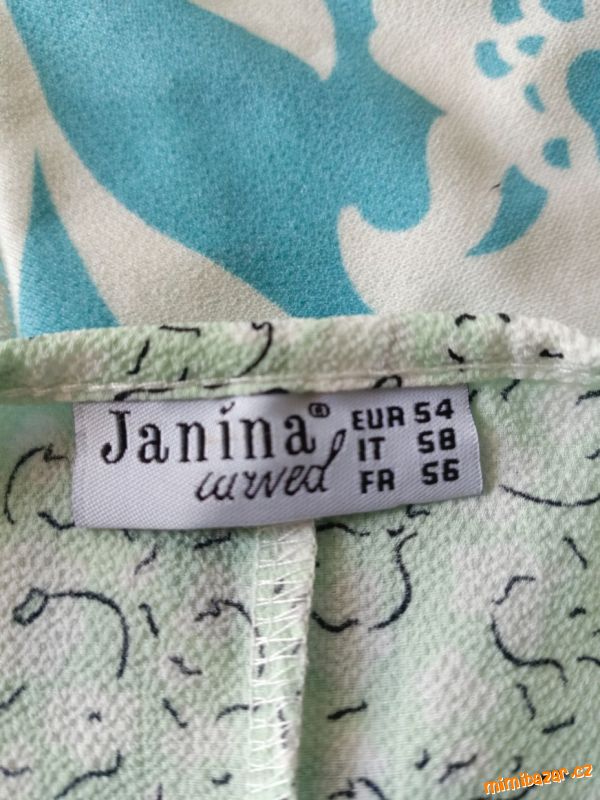 Janina®
curved
EUR 54
IT 58
FR 56
mimibazar.cz